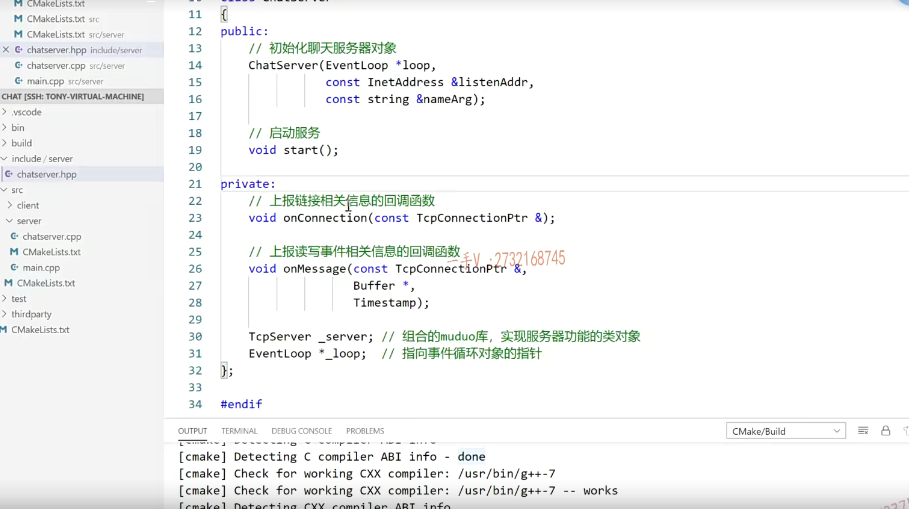 CMakeLists.txt
CMakeLists.txt src
CMakeLists.txt src/server
chatserver.hpp include/server
chatserver.cpp src/server
main.cpp src/server
CHAT [SSH: TONY-VIRTUAL-MACHINE]
.vscode
bin
build
include / server
chatserver.hpp
src
client
server
chatserver.cpp
CMakeLists.txt
main.cpp
CMakeLists.txt
test
thirdparty
CMakeLists.txt
11 {
12 public:
13 // 初始化聊天服务器对象
14 ChatServer(EventLoop *loop,
15 const InetAddress &listenAddr,
16 const string &nameArg);
17
18 // 启动服务
19 void start();
20
21 private:
22 // 上报链接相关信息的回调函数
23 void onConnection(const TcpConnectionPtr &);
24
25 // 上报读写事件相关信息的回调函数
26 void onMessage(const TcpConnectionPtr &,
27 Buffer *,
28 Timestamp);
29
30 TcpServer _server; // 组合的muduo库，实现服务器功能的类对象
31 EventLoop *_loop; // 指向事件循环对象的指针
32 };
33
34 #endif
一手V :2732168745
OUTPUT TERMINAL DEBUG CONSOLE PROBLEMS
CMake/Build
[cmake] Detecting C compiler ABI info
[cmake] Detecting C compiler ABI info - done
[cmake] Check for working CXX compiler: /usr/bin/g++-7
[cmake] Check for working CXX compiler: /usr/bin/g++-7 -- works
[cmake] Detecting CXX compiler ABI info